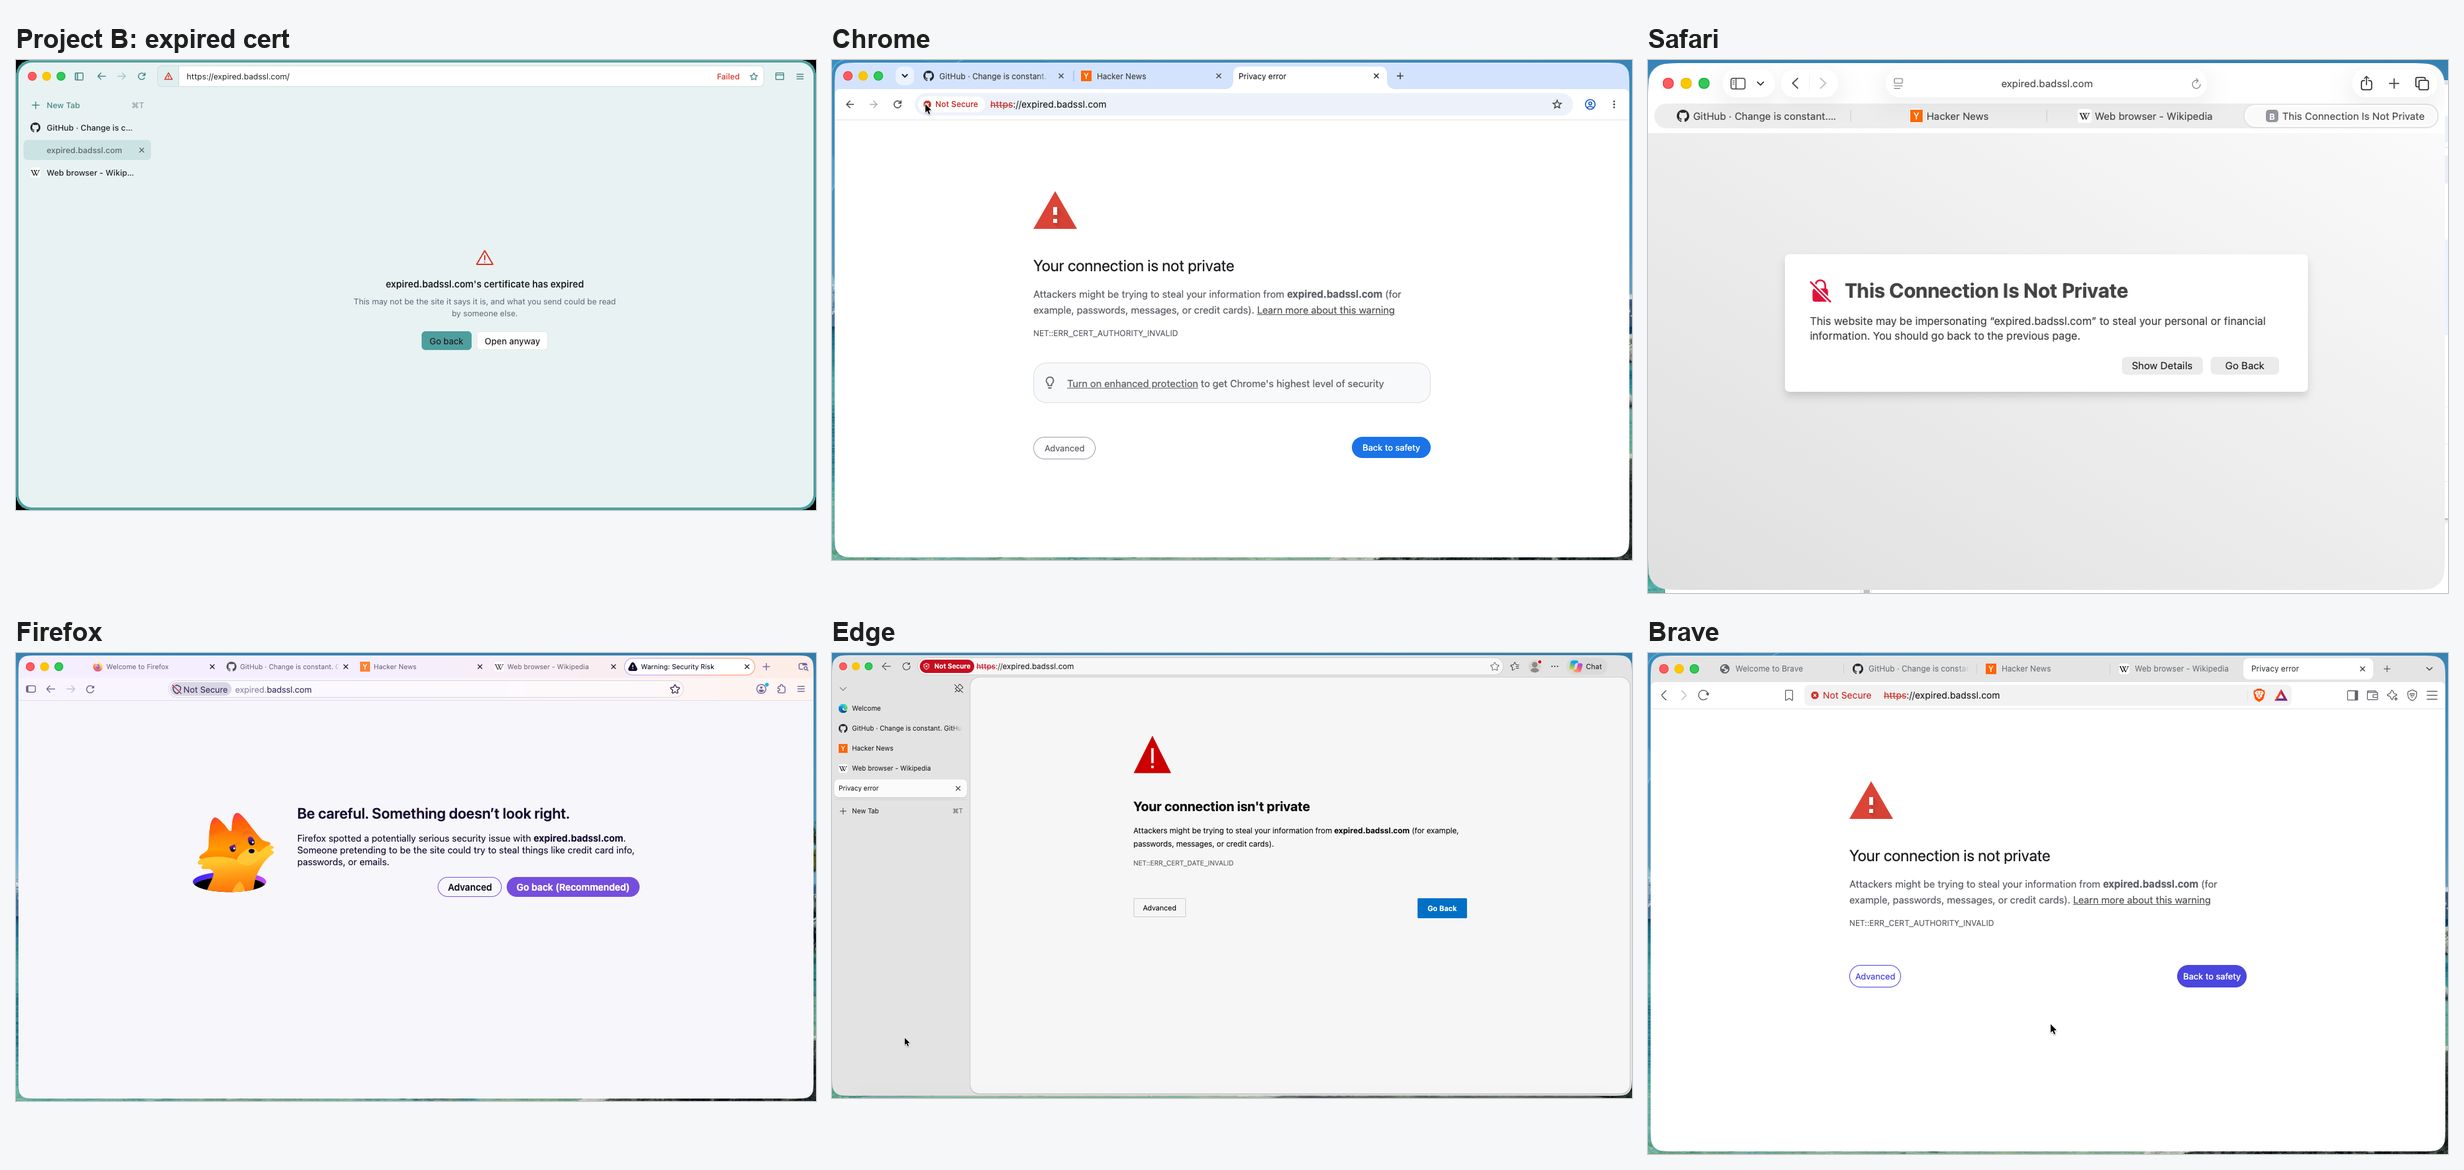 Project B: expired cert
https://expired.badssl.com/
Failed
New Tab
⌘T
GitHub · Change is c...
expired.badssl.com
Web browser - Wikip...
expired.badssl.com's certificate has expired
This may not be the site it says it is, and what you send could be read
by someone else.
Go back
Open anyway
Chrome
GitHub · Change is constant.
Hacker News
Privacy error
Not Secure
https://expired.badssl.com
Your connection is not private
Attackers might be trying to steal your information from expired.badssl.com (for
example, passwords, messages, or credit cards). Learn more about this warning
NET::ERR_CERT_AUTHORITY_INVALID
Turn on enhanced protection to get Chrome's highest level of security
Advanced
Back to safety
Safari
expired.badssl.com
GitHub · Change is constant....
Hacker News
Web browser - Wikipedia
This Connection Is Not Private
This Connection Is Not Private
This website may be impersonating “expired.badssl.com” to steal your personal or financial
information. You should go back to the previous page.
Show Details
Go Back
Firefox
Welcome to Firefox
GitHub · Change is constant.
Hacker News
Web browser - Wikipedia
Warning: Security Risk
Not Secure
expired.badssl.com
Be careful. Something doesn’t look right.
Firefox spotted a potentially serious security issue with expired.badssl.com.
Someone pretending to be the site could try to steal things like credit card info,
passwords, or emails.
Advanced
Go back (Recommended)
Edge
Not Secure
https://expired.badssl.com
Chat
Welcome
GitHub · Change is constant. GitH
Hacker News
Web browser - Wikipedia
Privacy error
New Tab
⌘T
Your connection isn't private
Attackers might be trying to steal your information from expired.badssl.com (for example,
passwords, messages, or credit cards).
NET::ERR_CERT_DATE_INVALID
Advanced
Go Back
Brave
Welcome to Brave
GitHub · Change is consta
Hacker News
Web browser - Wikipedia
Privacy error
Not Secure
https://expired.badssl.com
Your connection is not private
Attackers might be trying to steal your information from expired.badssl.com (for
example, passwords, messages, or credit cards). Learn more about this warning
NET::ERR_CERT_AUTHORITY_INVALID
Advanced
Back to safety